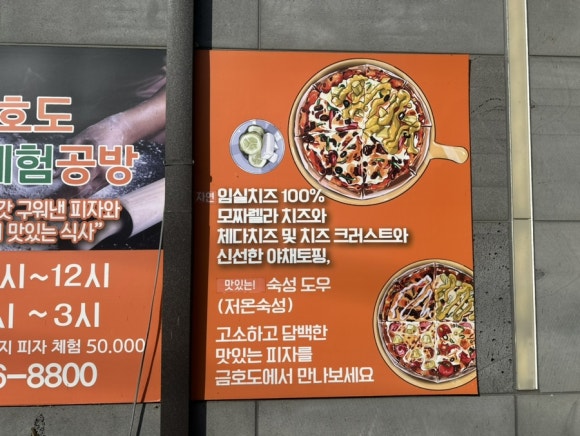 호도
체험공방
갓 구워낸 피자와
맛있는 식사”
시~12시
시~3시
지 피자 체험 50.000
6-8800
자연 임실치즈 100%
모짜렐라 치즈와
체다치즈 및 치즈 크러스트와
신선한 야채토핑,
맛있는! 숙성 도우
(저온숙성)
고소하고 담백한
맛있는 피자를
금호도에서 만나보세요